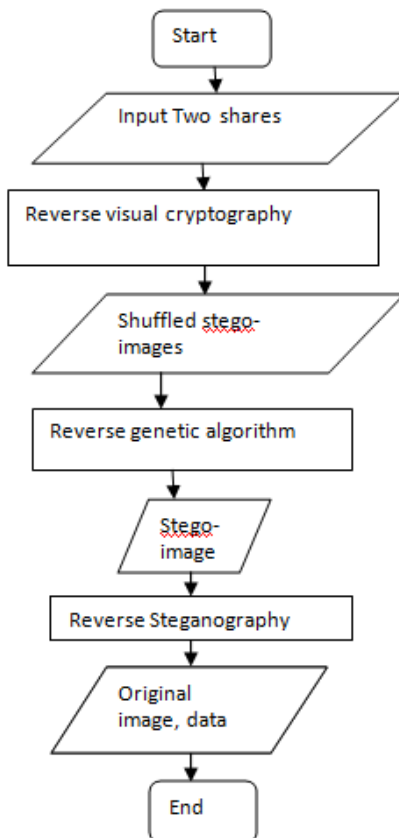 Start
Input Two shares
Reverse visual cryptography
Shuffled stego-
images
Reverse genetic algorithm
Stego-
image
Reverse Steganography
Original
image, data
End